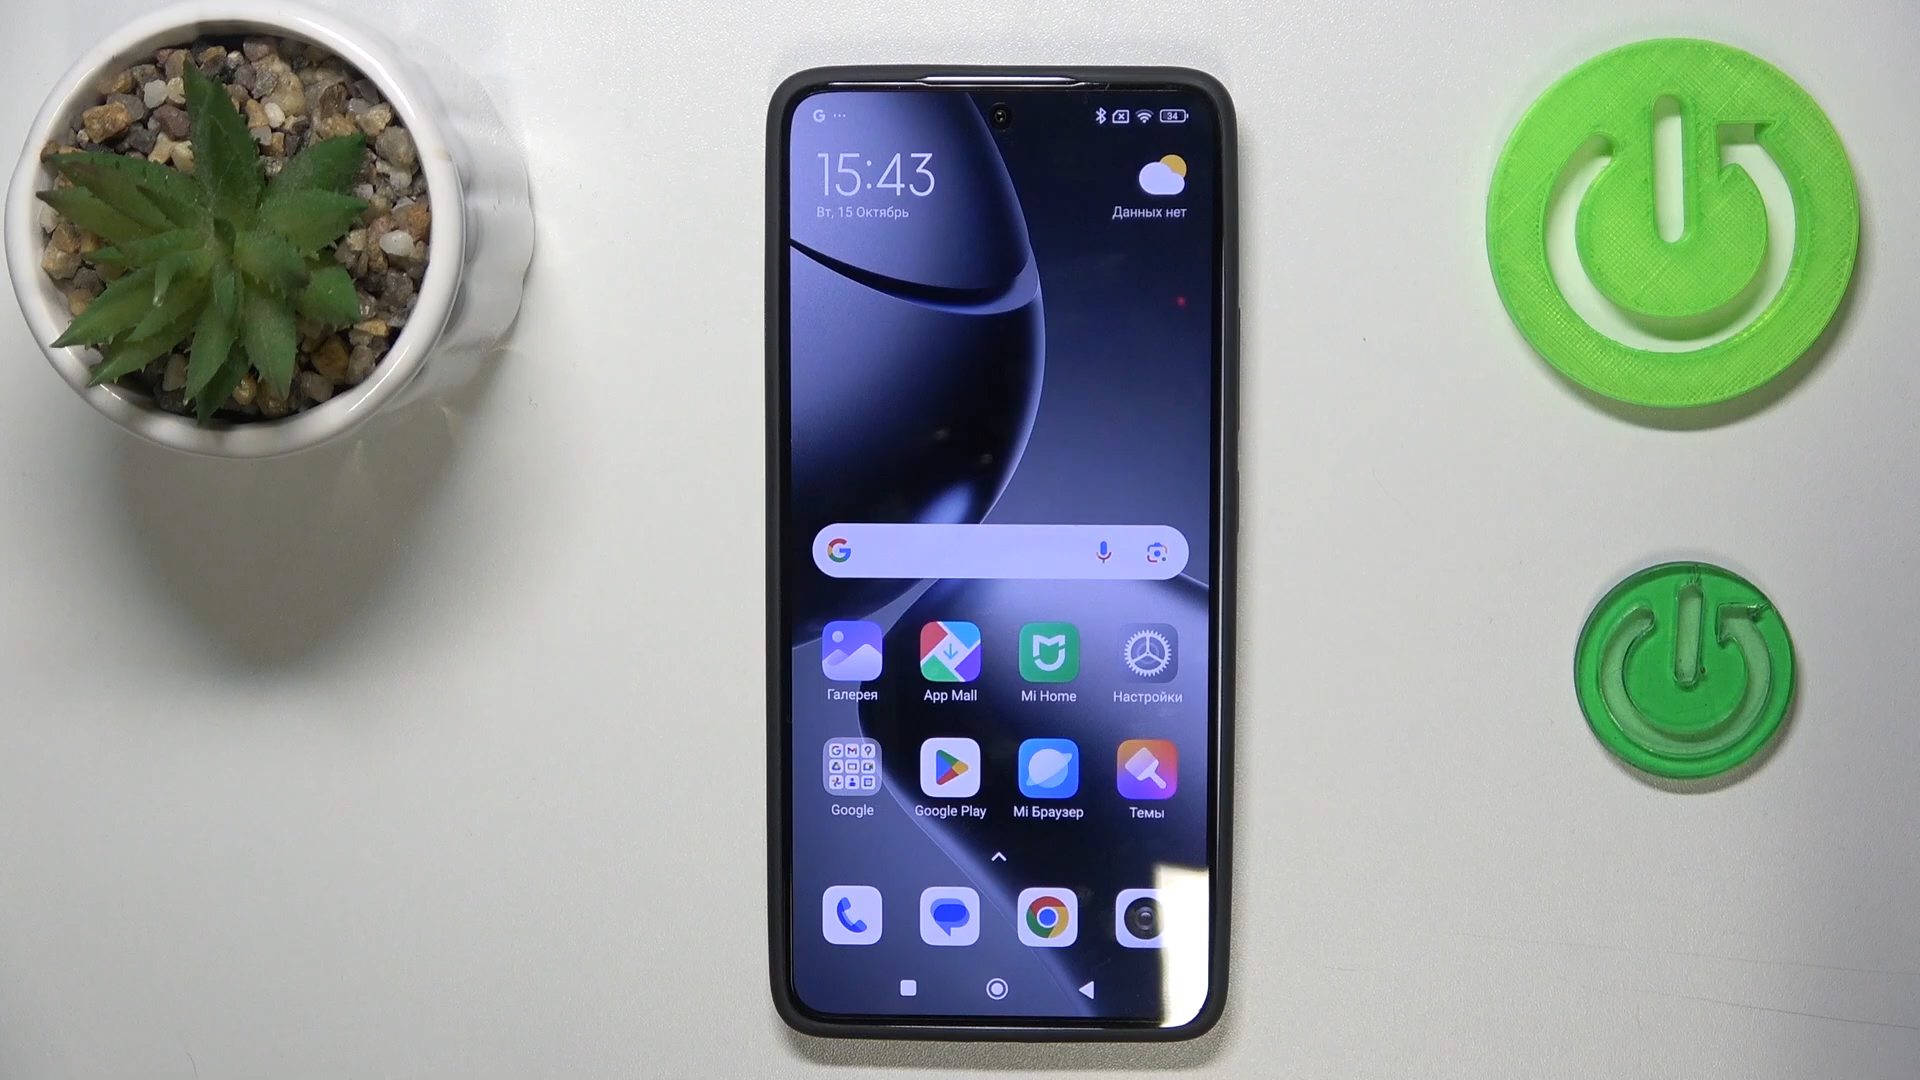 G ...
34
15:43
Вт, 15 Октябрь
Данных нет
G
Галерея
App Mall
Mi Home
Настройки
Google
Google Play
Mi Браузер
Темы